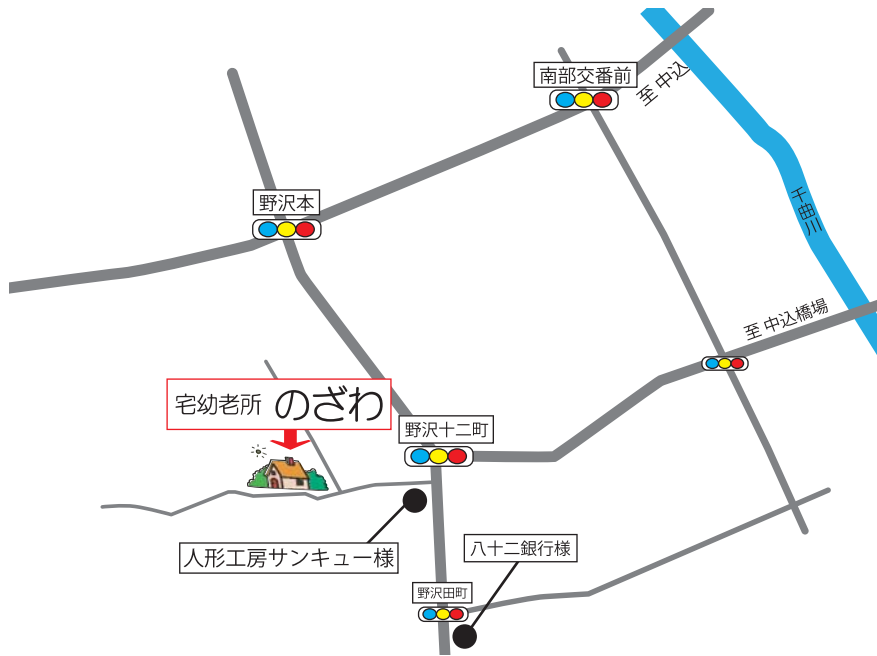 南部交番前
至 中込
野沢本
千曲川
至 中込橋場
宅幼老所 のざわ
野沢十二町
人形工房サンキュー様
八十二銀行様
野沢田町